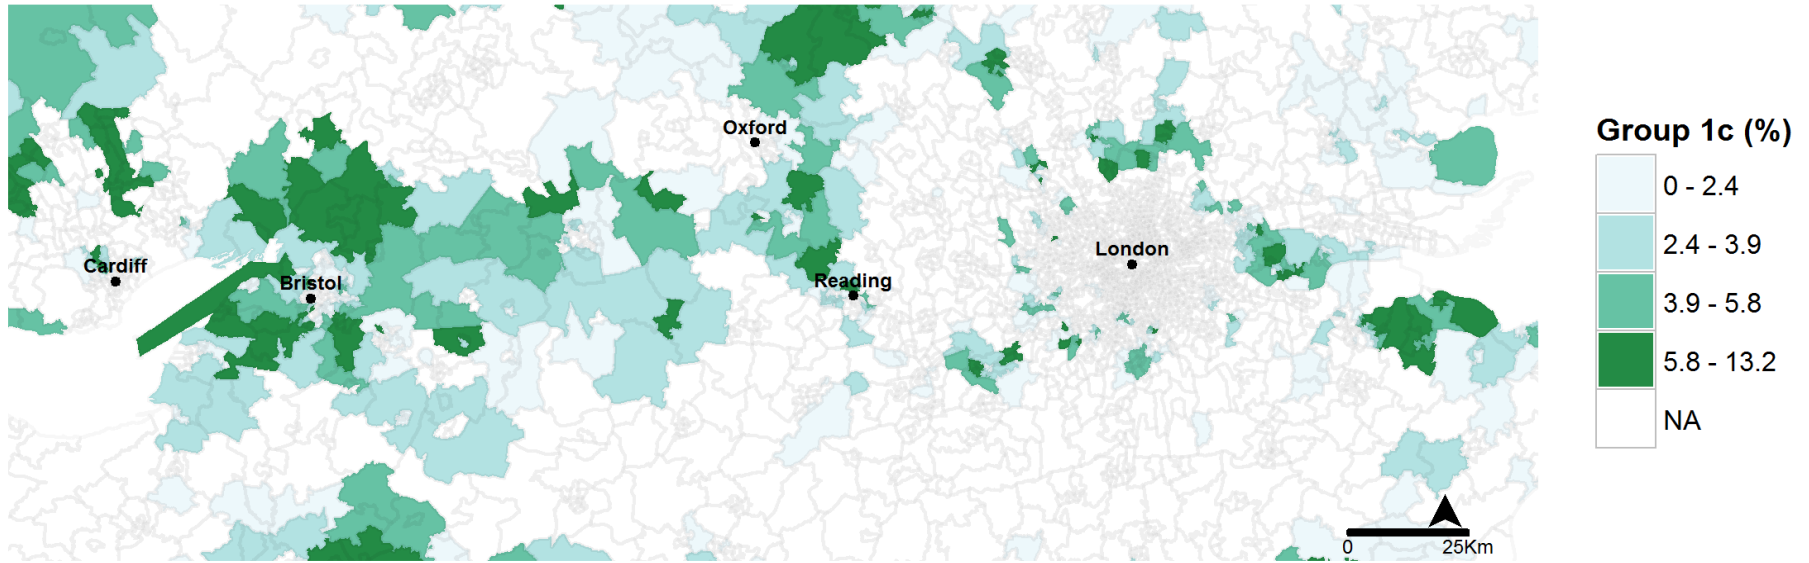 Oxford
Cardiff
Bristol
Reading
London
0 25Km
Group 1c (%)
0 - 2.4
2.4 - 3.9
3.9 - 5.8
5.8 - 13.2
NA